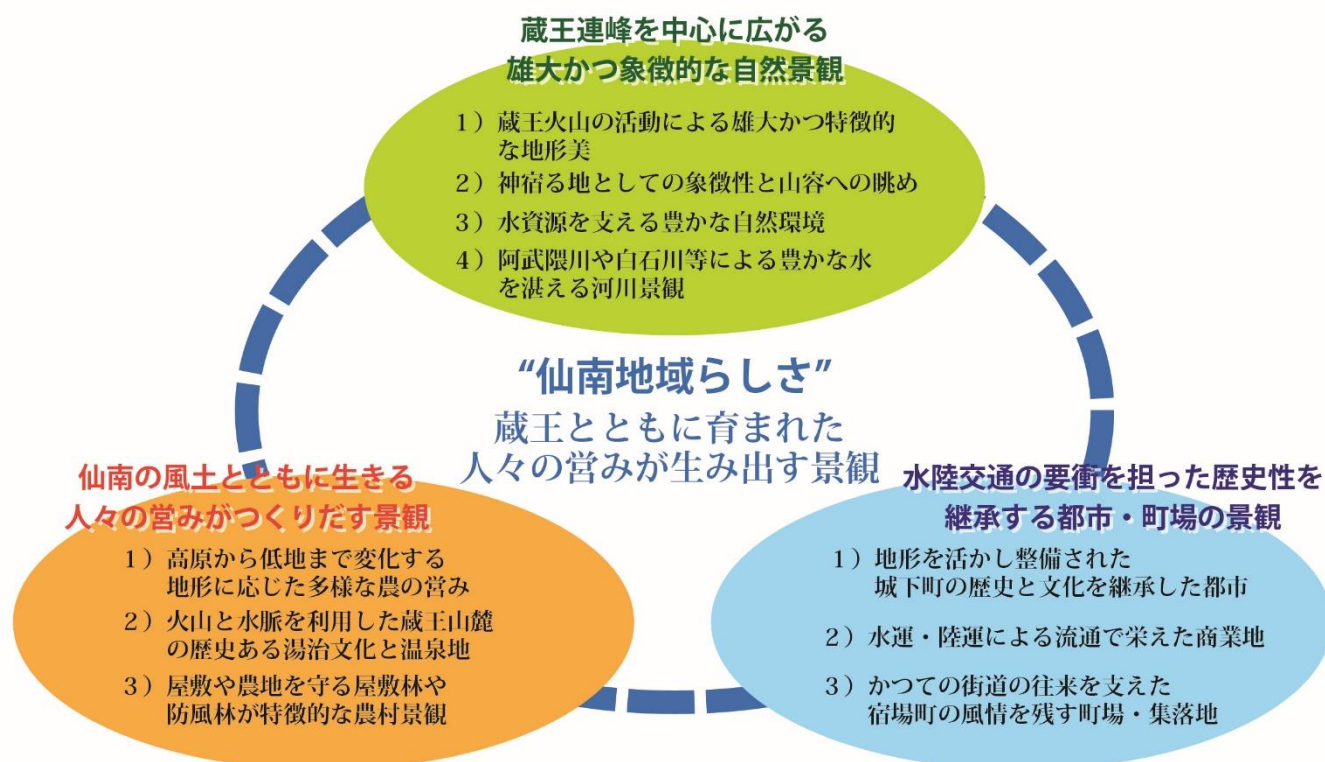 蔵王連峰を中心に広がる
雄大かつ象徴的な自然景観
1）蔵王火山の活動による雄大かつ特徴的
な地形美
2）神宿る地としての象徴性と山容への眺め
3）水資源を支える豊かな自然環境
4）阿武隈川や白石川等による豊かな水
を湛える河川景観
“仙南地域らしさ”
蔵王とともに育まれた
人々の営みが生み出す景観
仙南の風土とともに生きる
人々の営みがつくりだす景観
1）高原から低地まで変化する
地形に応じた多様な農の営み
2）火山と水脈を利用した蔵王山麓
の歴史ある湯治文化と温泉地
3）屋敷や農地を守る屋敷林や
防風林が特徴的な農村景観
水陸交通の要衝を担った歴史性を
継承する都市・町場の景観
1）地形を活かし整備された
城下町の歴史と文化を継承した都市
2）水運・陸運による流通で栄えた商業地
3）かつての街道の往来を支えた
宿場町の風情を残す町場・集落地